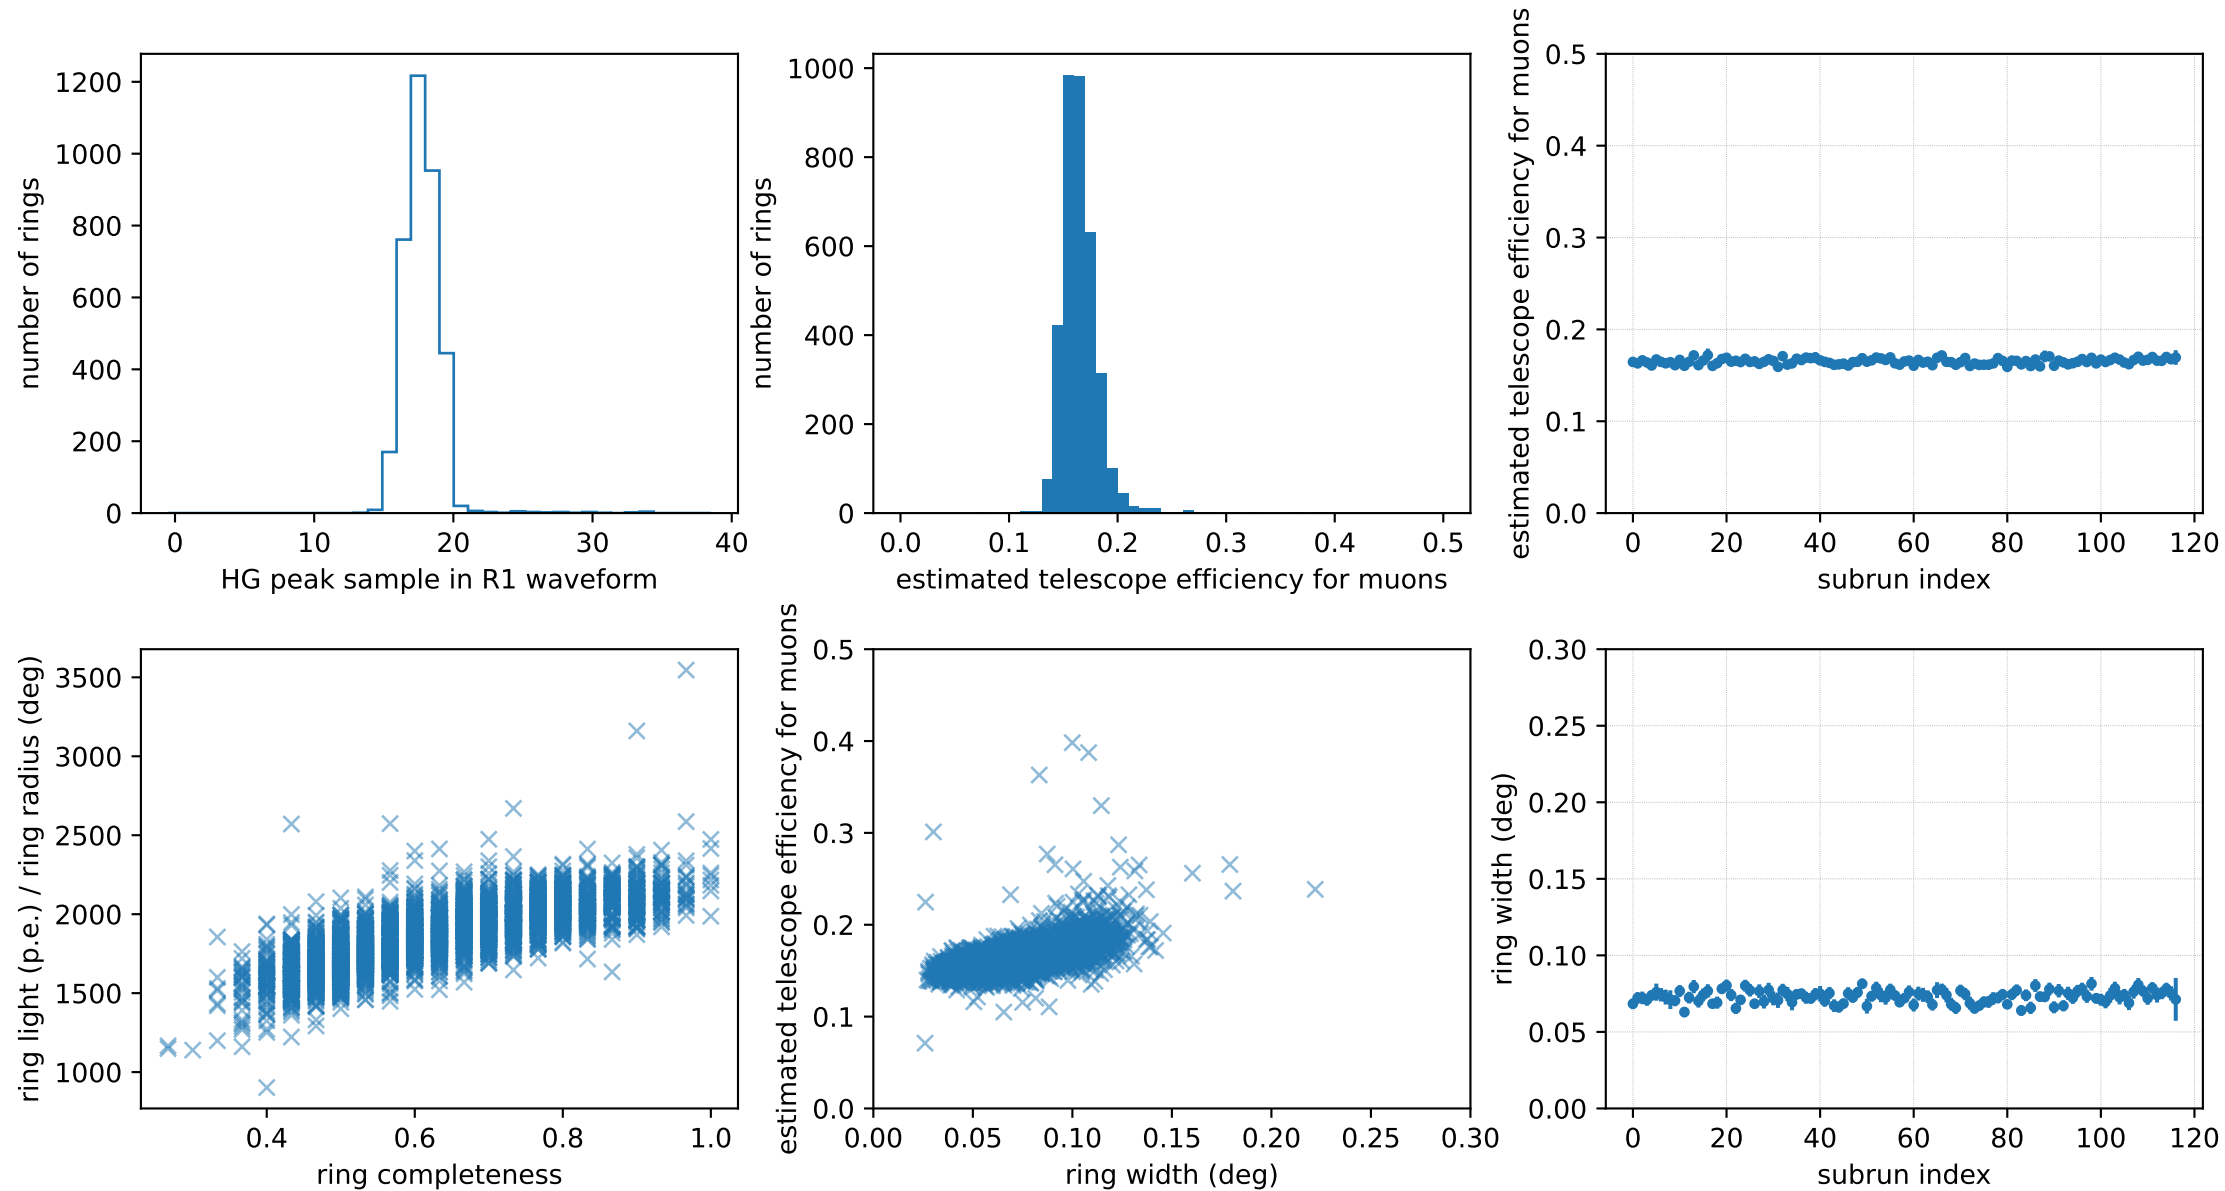 number of rings
1200
1000
800
600
400
200
0
0 10 20 30 40
HG peak sample in R1 waveform
number of rings
1000
800
600
400
200
0
0.0 0.1 0.2 0.3 0.4 0.5
estimated telescope efficiency for muons
estimated telescope efficiency for muons
0.5
0.4
0.3
0.2
0.1
0.0
0 20 40 60 80 100 120
subrun index
ring light (p.e.) / ring radius (deg)
3500
3000
2500
2000
1500
1000
0.4 0.6 0.8 1.0
ring completeness
estimated telescope efficiency for muons
0.5
0.4
0.3
0.2
0.1
0.0
0.00 0.05 0.10 0.15 0.20 0.25 0.30
ring width (deg)
ring width (deg)
0.30
0.25
0.20
0.15
0.10
0.05
0.00
0 20 40 60 80 100 120
subrun index